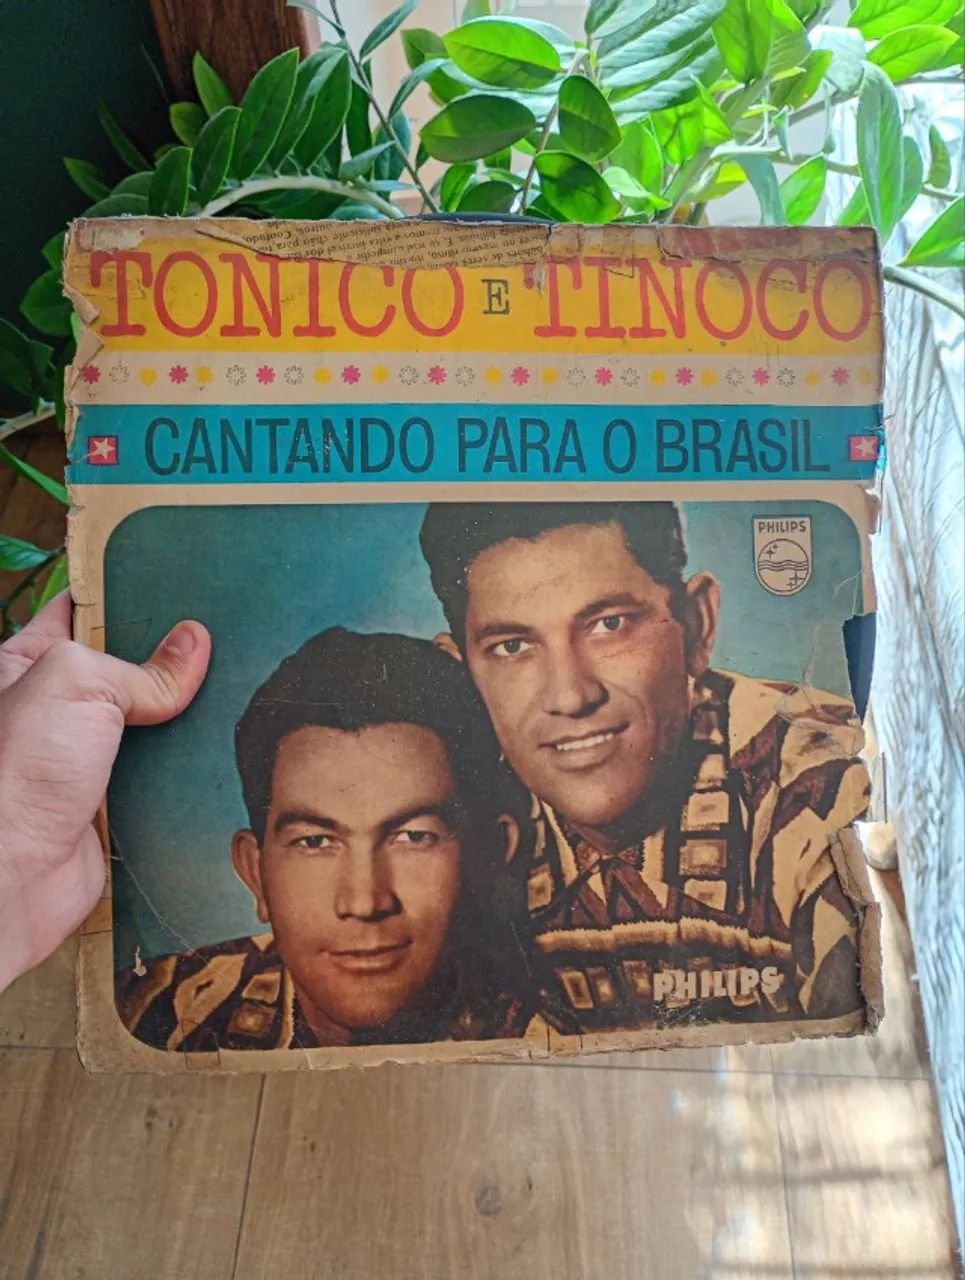 TONICO E TINOCO
CANTANDO PARA O BRASIL
PHILIPS
PHILIPS